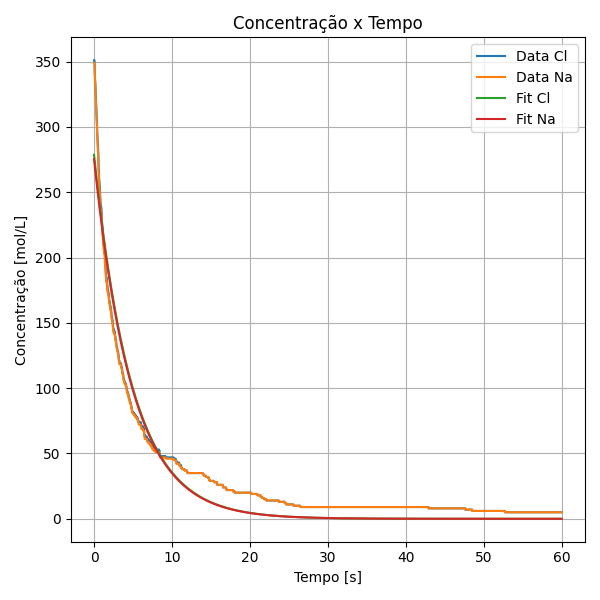 Concentração x Tempo
Data Cl
Data Na
Fit Cl
Fit Na
Concentração [mol/L]
350
300
250
200
150
100
50
0
0 10 20 30 40 50 60
Tempo [s]